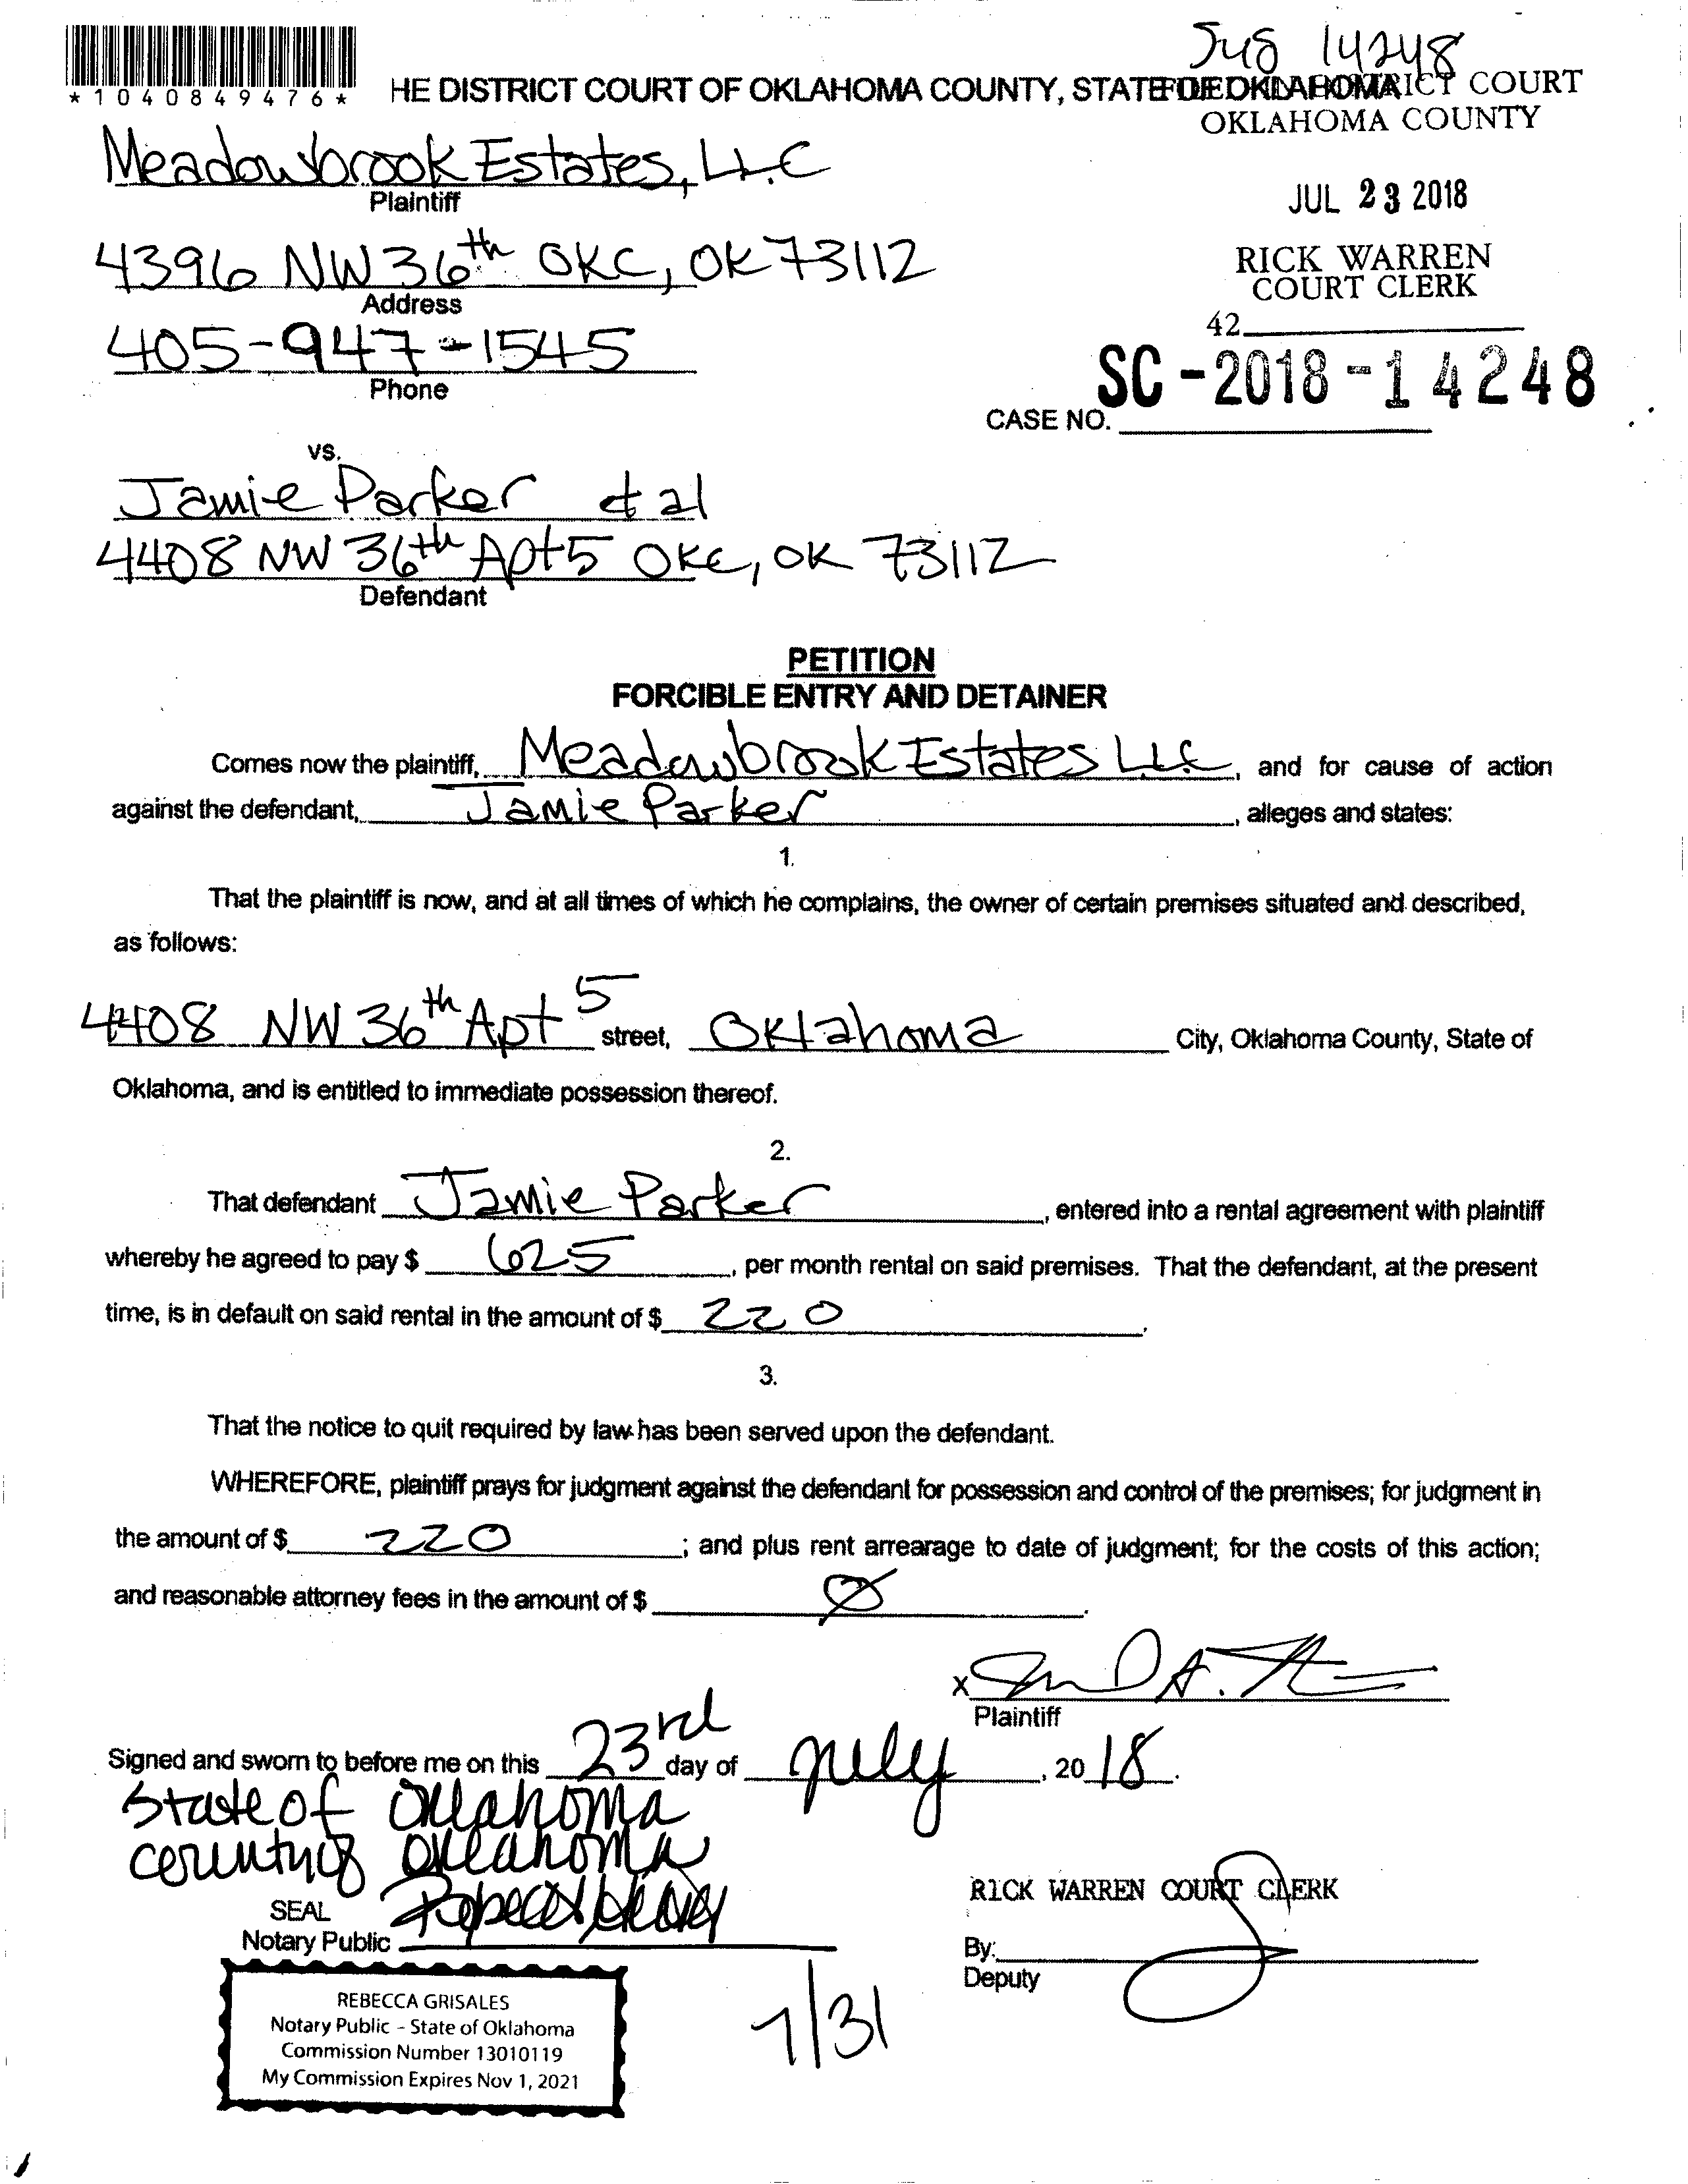 Jus 14248
*1040849476*
HE DISTRICT COURT OF OKLAHOMA COUNTY, STATE OF OKLAHOMA
FILED IN DISTRICT COURT
OKLAHOMA COUNTY
Meadowbrook Estates, LLC
Plaintiff
JUL 23 2018
4396 NW 36th OKC, OK 73112
Address
RICK WARREN
COURT CLERK
405-947-1545
Phone
42
SC-2018-14248
CASE NO.
vs.
Jamie Parker et al
4408 NW 36th Apt 5 OKC, OK 73112
Defendant
PETITION
FORCIBLE ENTRY AND DETAINER
Comes now the plaintiff, Meadowbrook Estates LLC, and for cause of action
against the defendant, Jamie Parker, alleges and states:
1.
That the plaintiff is now, and at all times of which he complains, the owner of certain premises situated and described,
as follows:
4408 NW 36th Apt 5 street, Oklahoma City, Oklahoma County, State of
Oklahoma, and is entitled to immediate possession thereof.
2.
That defendant Jamie Parker, entered into a rental agreement with plaintiff
whereby he agreed to pay $ 625, per month rental on said premises. That the defendant, at the present
time, is in default on said rental in the amount of $ 220.
3.
That the notice to quit required by law has been served upon the defendant.
WHEREFORE, plaintiff prays for judgment against the defendant for possession and control of the premises; for judgment in
the amount of $ 220; and plus rent arrearage to date of judgment; for the costs of this action;
and reasonable attorney fees in the amount of $ Ø.
x
Plaintiff
Signed and sworn to before me on this 23rd day of July, 2018.
State of Oklahoma
county of Oklahoma
SEAL
Notary Public
RICK WARREN COURT CLERK
By:
Deputy
REBECCA GRISALES
Notary Public - State of Oklahoma
Commission Number 13010119
My Commission Expires Nov 1, 2021
7/31